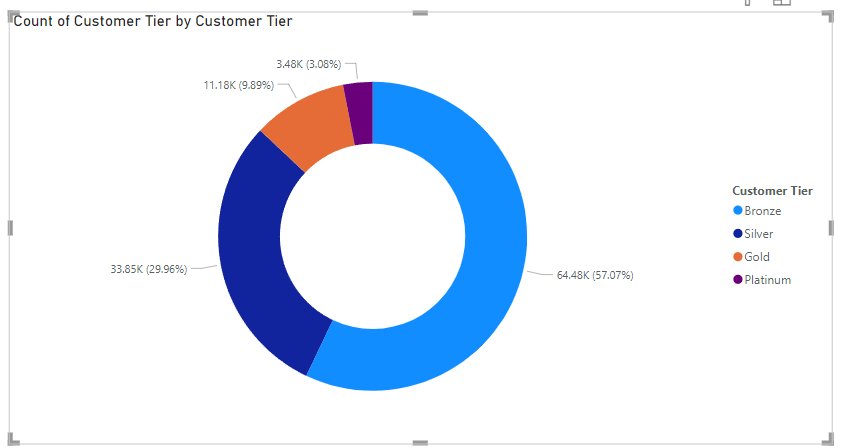 Count of Customer Tier by Customer Tier
3.48K (3.08%)
11.18K (9.89%)
33.85K (29.96%)
64.48K (57.07%)
Customer Tier
Bronze
Silver
Gold
Platinum